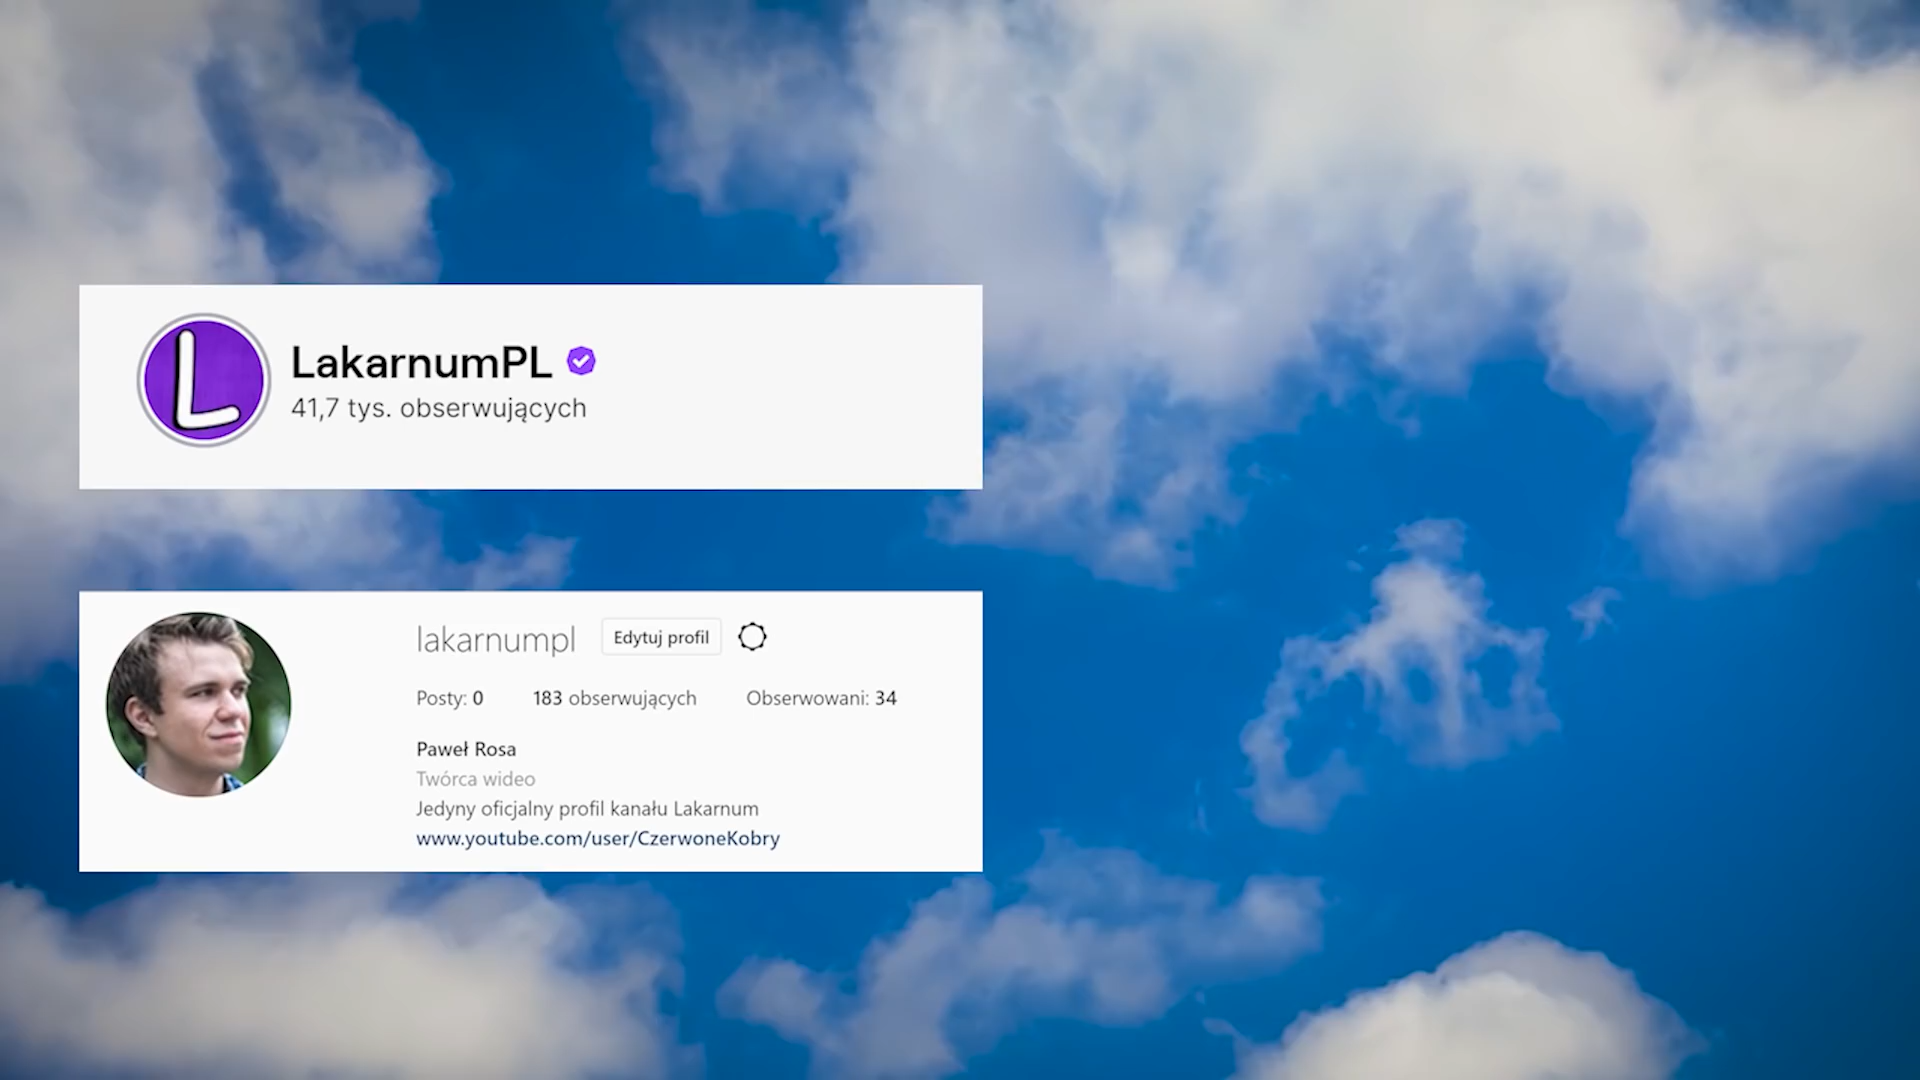 L
LakarnumPL
41,7 tys. obserwujących
lakarnumpl Edytuj profil
Posty: 0 183 obserwujących Obserwowani: 34
Paweł Rosa
Twórca wideo
Jedyny oficjalny profil kanału Lakarnum
www.youtube.com/user/CzerwoneKobry